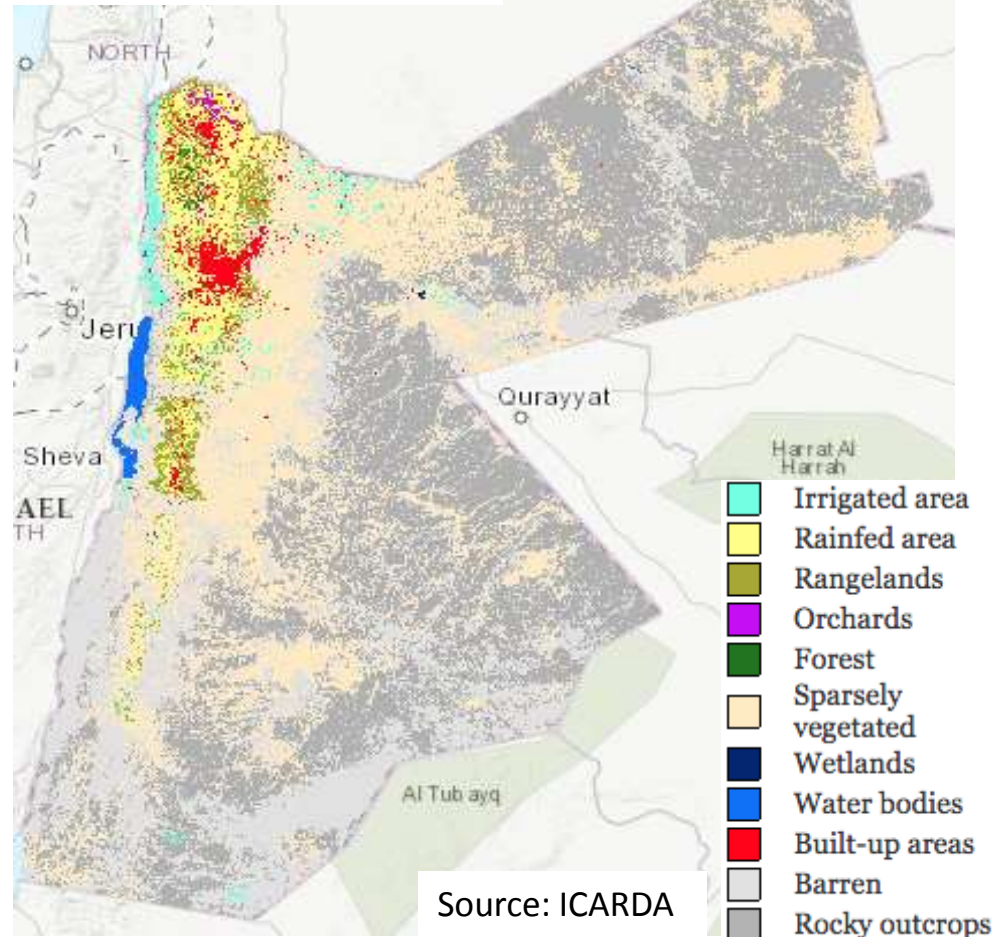 NORTH
Jeru
Qurayyat
Sheva
Harrat Al
Harrah
AEL
TH
Al Tubayq
Irrigated area
Rainfed area
Rangelands
Orchards
Forest
Sparsely
vegetated
Wetlands
Water bodies
Built-up areas
Barren
Rocky outcrops
Source: ICARDA